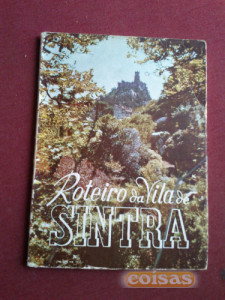 Roteiro da Vila de
SINTRA
coisas